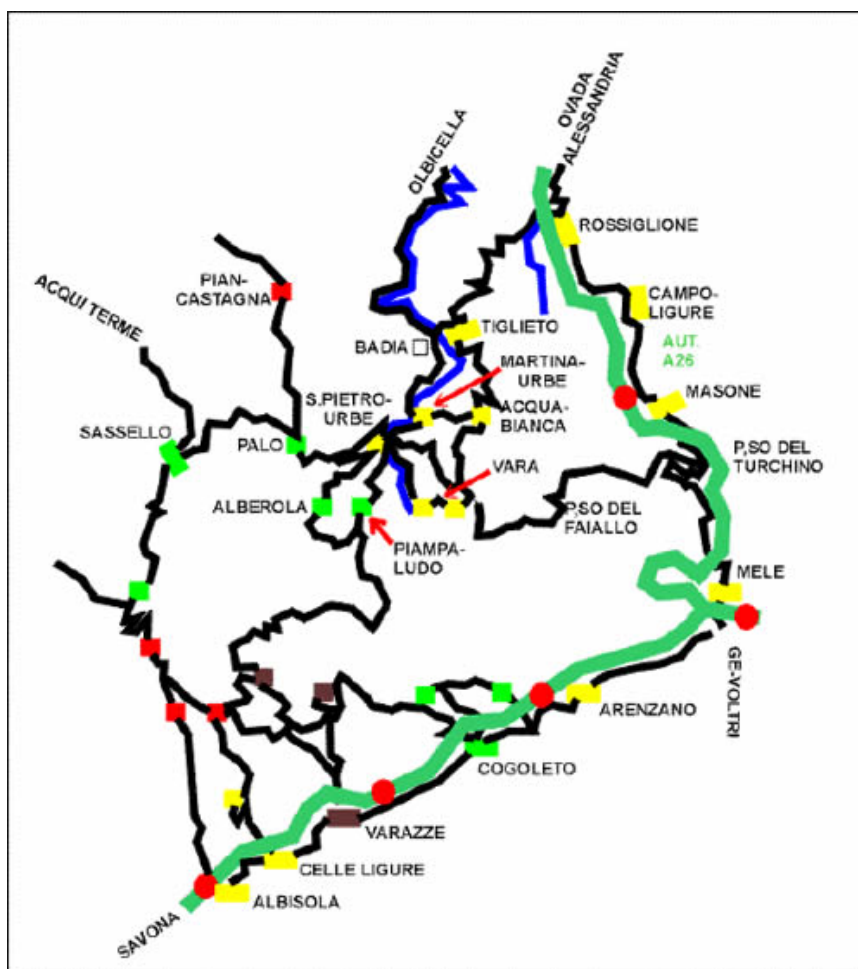 OVADA
ALESSANDRIA
OLBICELLA
ROSSIGLIONE
PIAN-
CASTAGNA
ACQUI TERME
CAMPO-
LIGURE
TIGLIETO
BADIA
AUT.
A26
MARTINA-
URBE
MASONE
S.PIETRO-
URBE
ACQUA-
BIANCA
SASSELLO
PALO
P,SO DEL
TURCHINO
VARA
ALBEROLA
P,SO DEL
FAIALLO
PIAMPA-
LUDO
MELE
GE-VOLTRI
ARENZANO
COGOLETO
VARAZZE
CELLE LIGURE
ALBISOLA
SAVONA